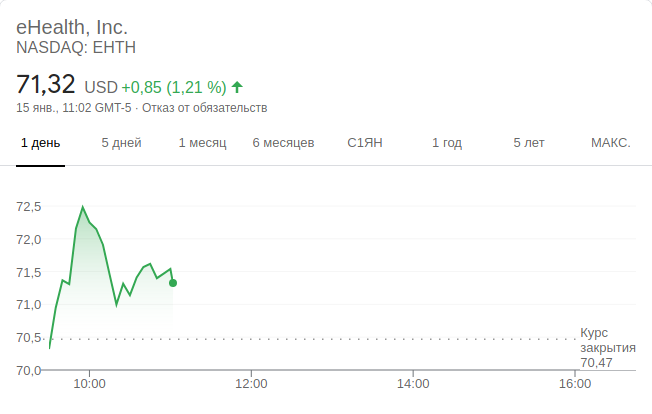 eHealth, Inc.
NASDAQ: EHTH
71,32 USD +0,85 (1,21 %)
15 янв., 11:02 GMT-5 · Отказ от обязательств
1 день 5 дней 1 месяц 6 месяцев С1ЯН 1 год 5 лет МАКС.
72,5
72,0
71,5
71,0
70,5
70,0
Курс
закрытия
70,47
10:00 12:00 14:00 16:00